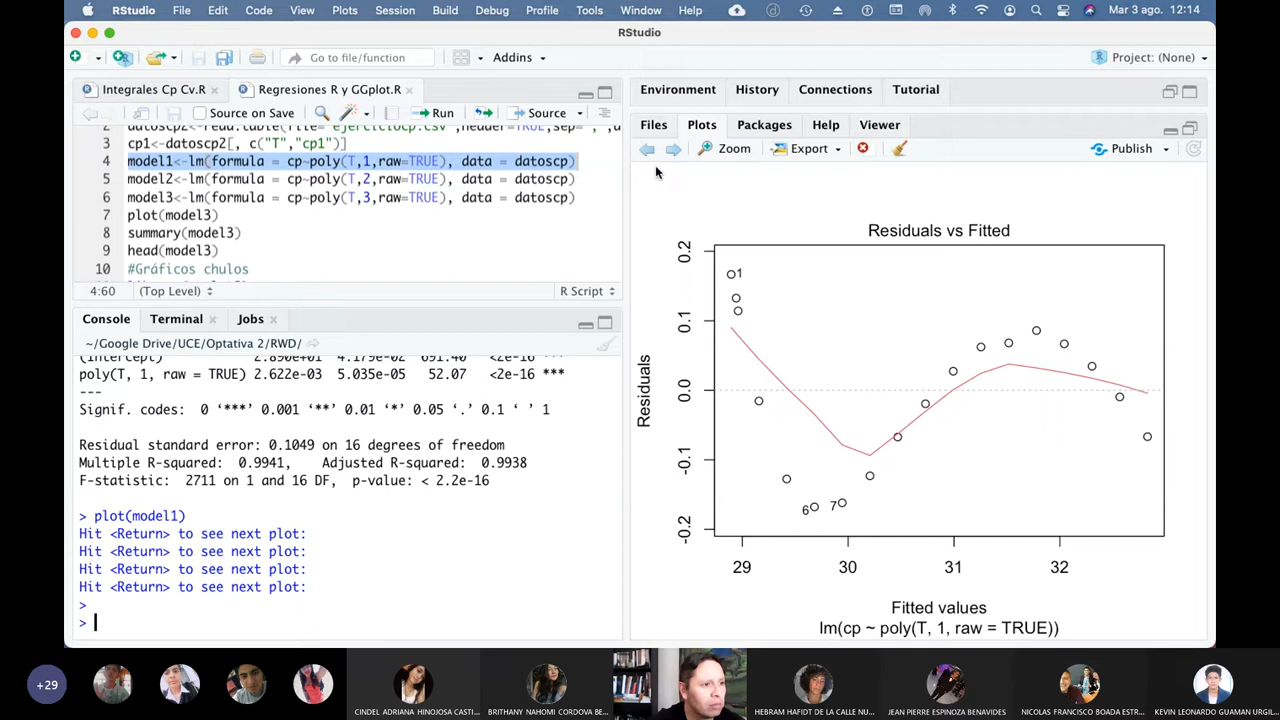 RStudio File Edit Code View Plots Session Build Debug Profile Tools Window Help Mar 3 ago. 12:14
RStudio
Go to file/function Addins Project: (None)
Integrales Cp Cv.R Regresiones R y GGplot.R
Source on Save Run Source
3 cp1<-datoscp2[, c("T","cp1")]
4 model1<-lm(formula = cp~poly(T,1,raw=TRUE), data = datoscp)
5 model2<-lm(formula = cp~poly(T,2,raw=TRUE), data = datoscp)
6 model3<-lm(formula = cp~poly(T,3,raw=TRUE), data = datoscp)
7 plot(model3)
8 summary(model3)
9 head(model3)
10 #Gráficos chulos
4:60 (Top Level) R Script
Console Terminal Jobs
~/Google Drive/UCE/Optativa 2/RWD/
(Intercept) 2.890e+01 4.179e-02 691.40 <2e-16 ***
poly(T, 1, raw = TRUE) 2.622e-03 5.035e-05 52.07 <2e-16 ***
---
Signif. codes: 0 ‘***’ 0.001 ‘**’ 0.01 ‘*’ 0.05 ‘.’ 0.1 ‘ ’ 1
Residual standard error: 0.1049 on 16 degrees of freedom
Multiple R-squared: 0.9941, Adjusted R-squared: 0.9938
F-statistic: 2711 on 1 and 16 DF, p-value: < 2.2e-16
> plot(model1)
Hit <Return> to see next plot:
Hit <Return> to see next plot:
Hit <Return> to see next plot:
Hit <Return> to see next plot:
>
>
Environment History Connections Tutorial
Files Plots Packages Help Viewer
Zoom Export Publish
Residuals vs Fitted
Residuals
0.2
0.1
0.0
-0.1
-0.2
1
6
7
29 30 31 32
Fitted values
lm(cp ~ poly(T, 1, raw = TRUE))
+29
CINDEL ADRIANA HINOJOSA CASTI...
BRITHANY NAHOMI CORDOVA BE...
HEBRAM HAFIDT DE LA CALLE NU...
JEAN PIERRE ESPINOZA BENAVIDES
NICOLAS FRANCISCO BOADA ESTR...
KEVIN LEONARDO GUAMAN URGIL...